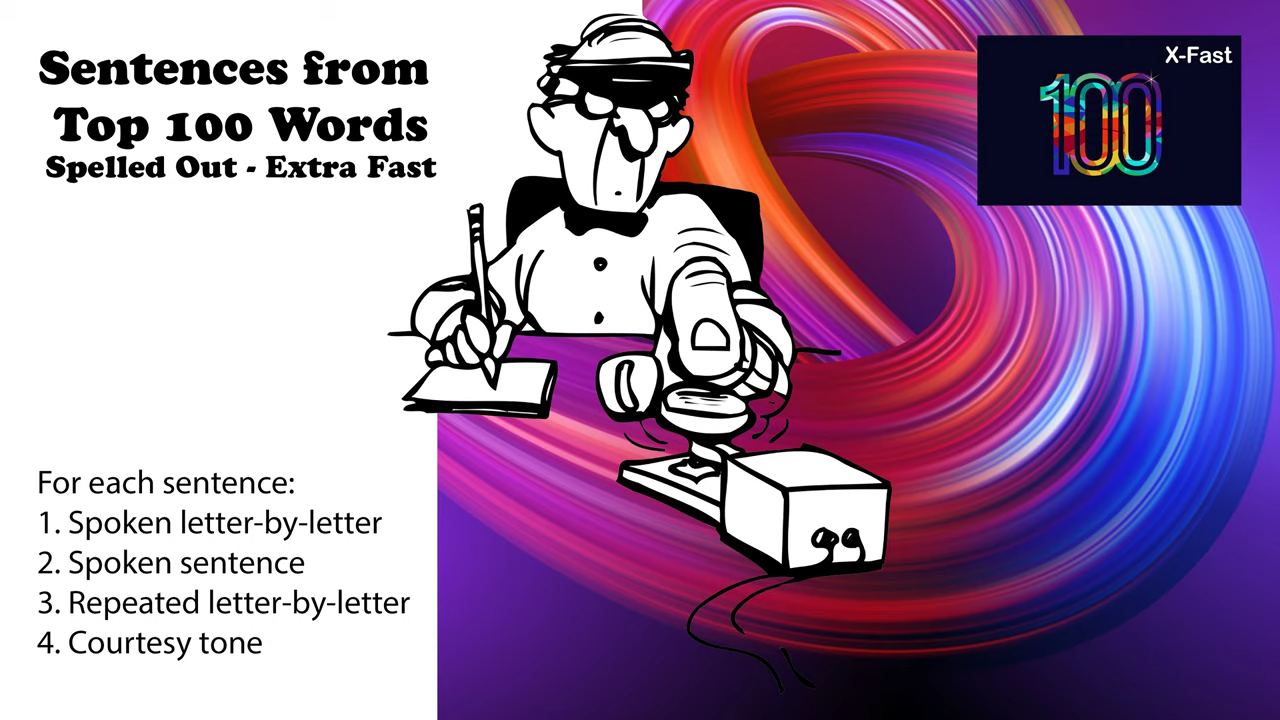 Sentences from
Top 100 Words
Spelled Out - Extra Fast
X-Fast
100
For each sentence:
1. Spoken letter-by-letter
2. Spoken sentence
3. Repeated letter-by-letter
4. Courtesy tone